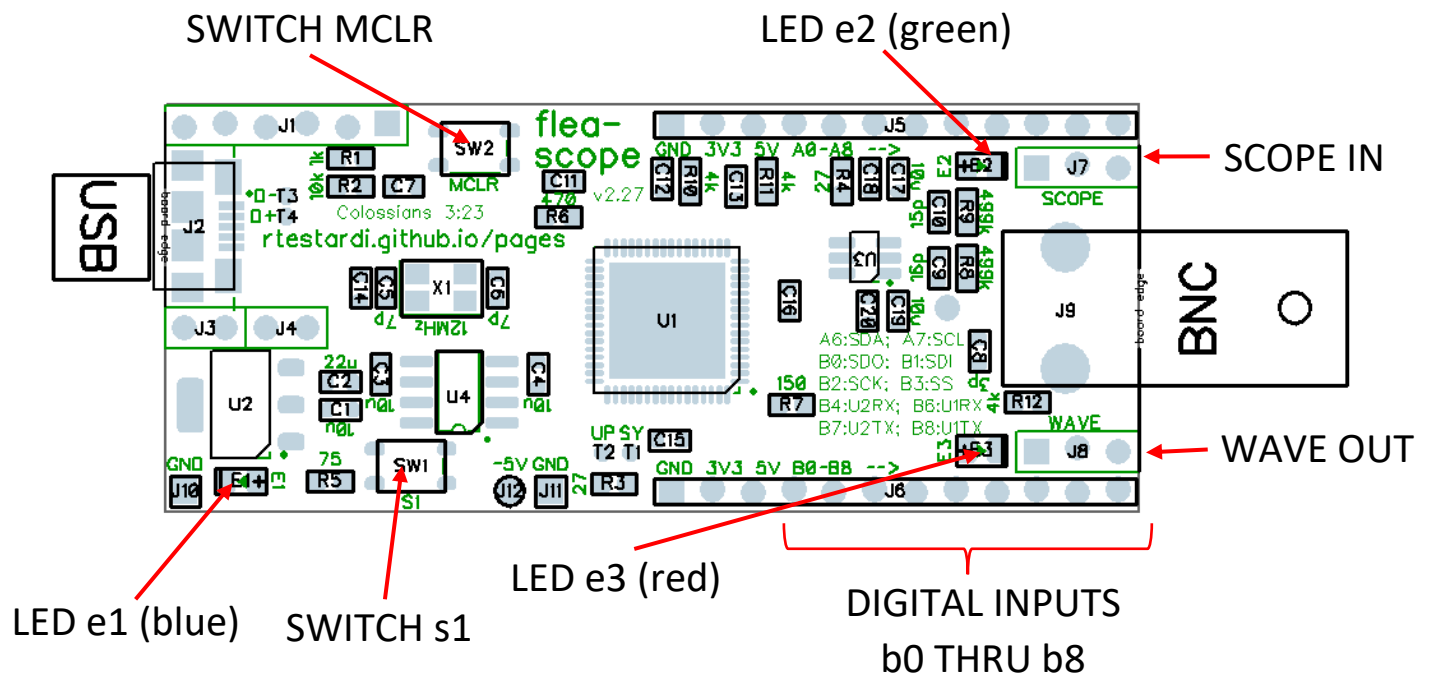 SWITCH MCLR
LED e2 (green)
J1
SW2
MCLR
flea-
scope
v2.27
J5
GND 3V3 5V A0-A8 -->
E2
+E2
J7
SCOPE
SCOPE IN
1k
R1
10k
R2
C7
C11
470
R6
C12
R10
4k
C13
R11
4k
27
R4
C18
C17
10u
15p
C10
R9
499k
USB
board edge
J2
D-T3
D+T4
Colossians 3:23
rtestardi.github.io/pages
C14
C5
7p
X1
12MHz
C6
7p
U1
C16
U3
C20
C19
10u
16p
C9
R8
499k
J9
board edge
BNC
J3
J4
U2
22u
C2
C1
10u
C3
10u
U4
C4
10u
A6:SDA; A7:SCL
B0:SDO; B1:SDI
B2:SCK; B3:SS
B4:U2RX; B6:U1RX
B7:U2TX; B8:U1TX
C8
3p
150
R7
4k
R12
WAVE
E3
+E3
J8
WAVE OUT
GND
J10
E1+
E1
75
R5
SW1
S1
-5V GND
J12
J11
27
R3
UP SY
T2 T1
C15
GND 3V3 5V B0-B8 -->
J6
LED e1 (blue)
SWITCH s1
LED e3 (red)
DIGITAL INPUTS
b0 THRU b8